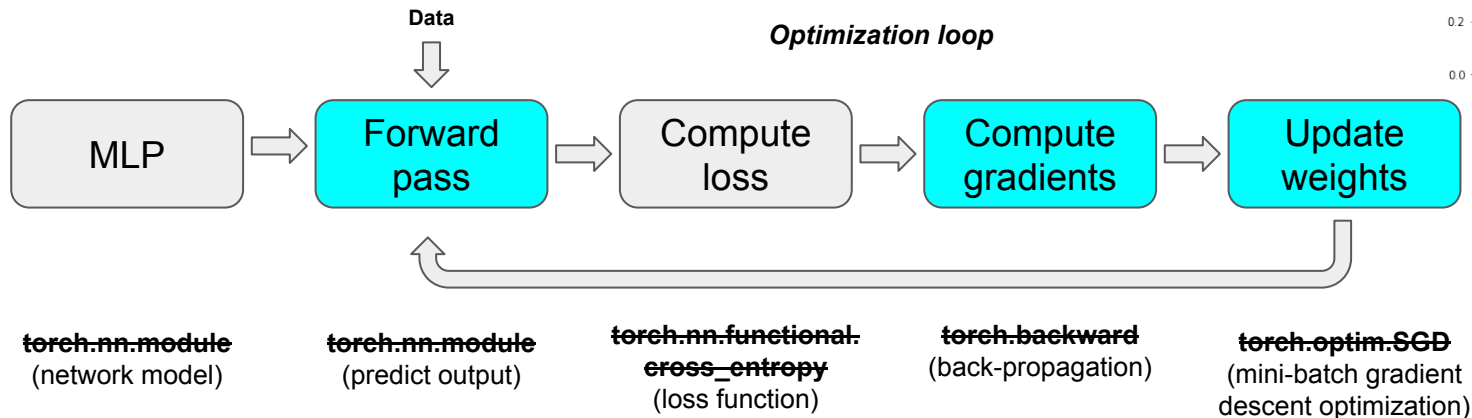 Data
Optimization loop
0.2
0.0
MLP
Forward
pass
Compute
loss
Compute
gradients
Update
weights
torch.nn.module
(network model)
torch.nn.module
(predict output)
torch.nn.functional.
cross_entropy
(loss function)
torch.backward
(back-propagation)
torch.optim.SGD
(mini-batch gradient
descent optimization)